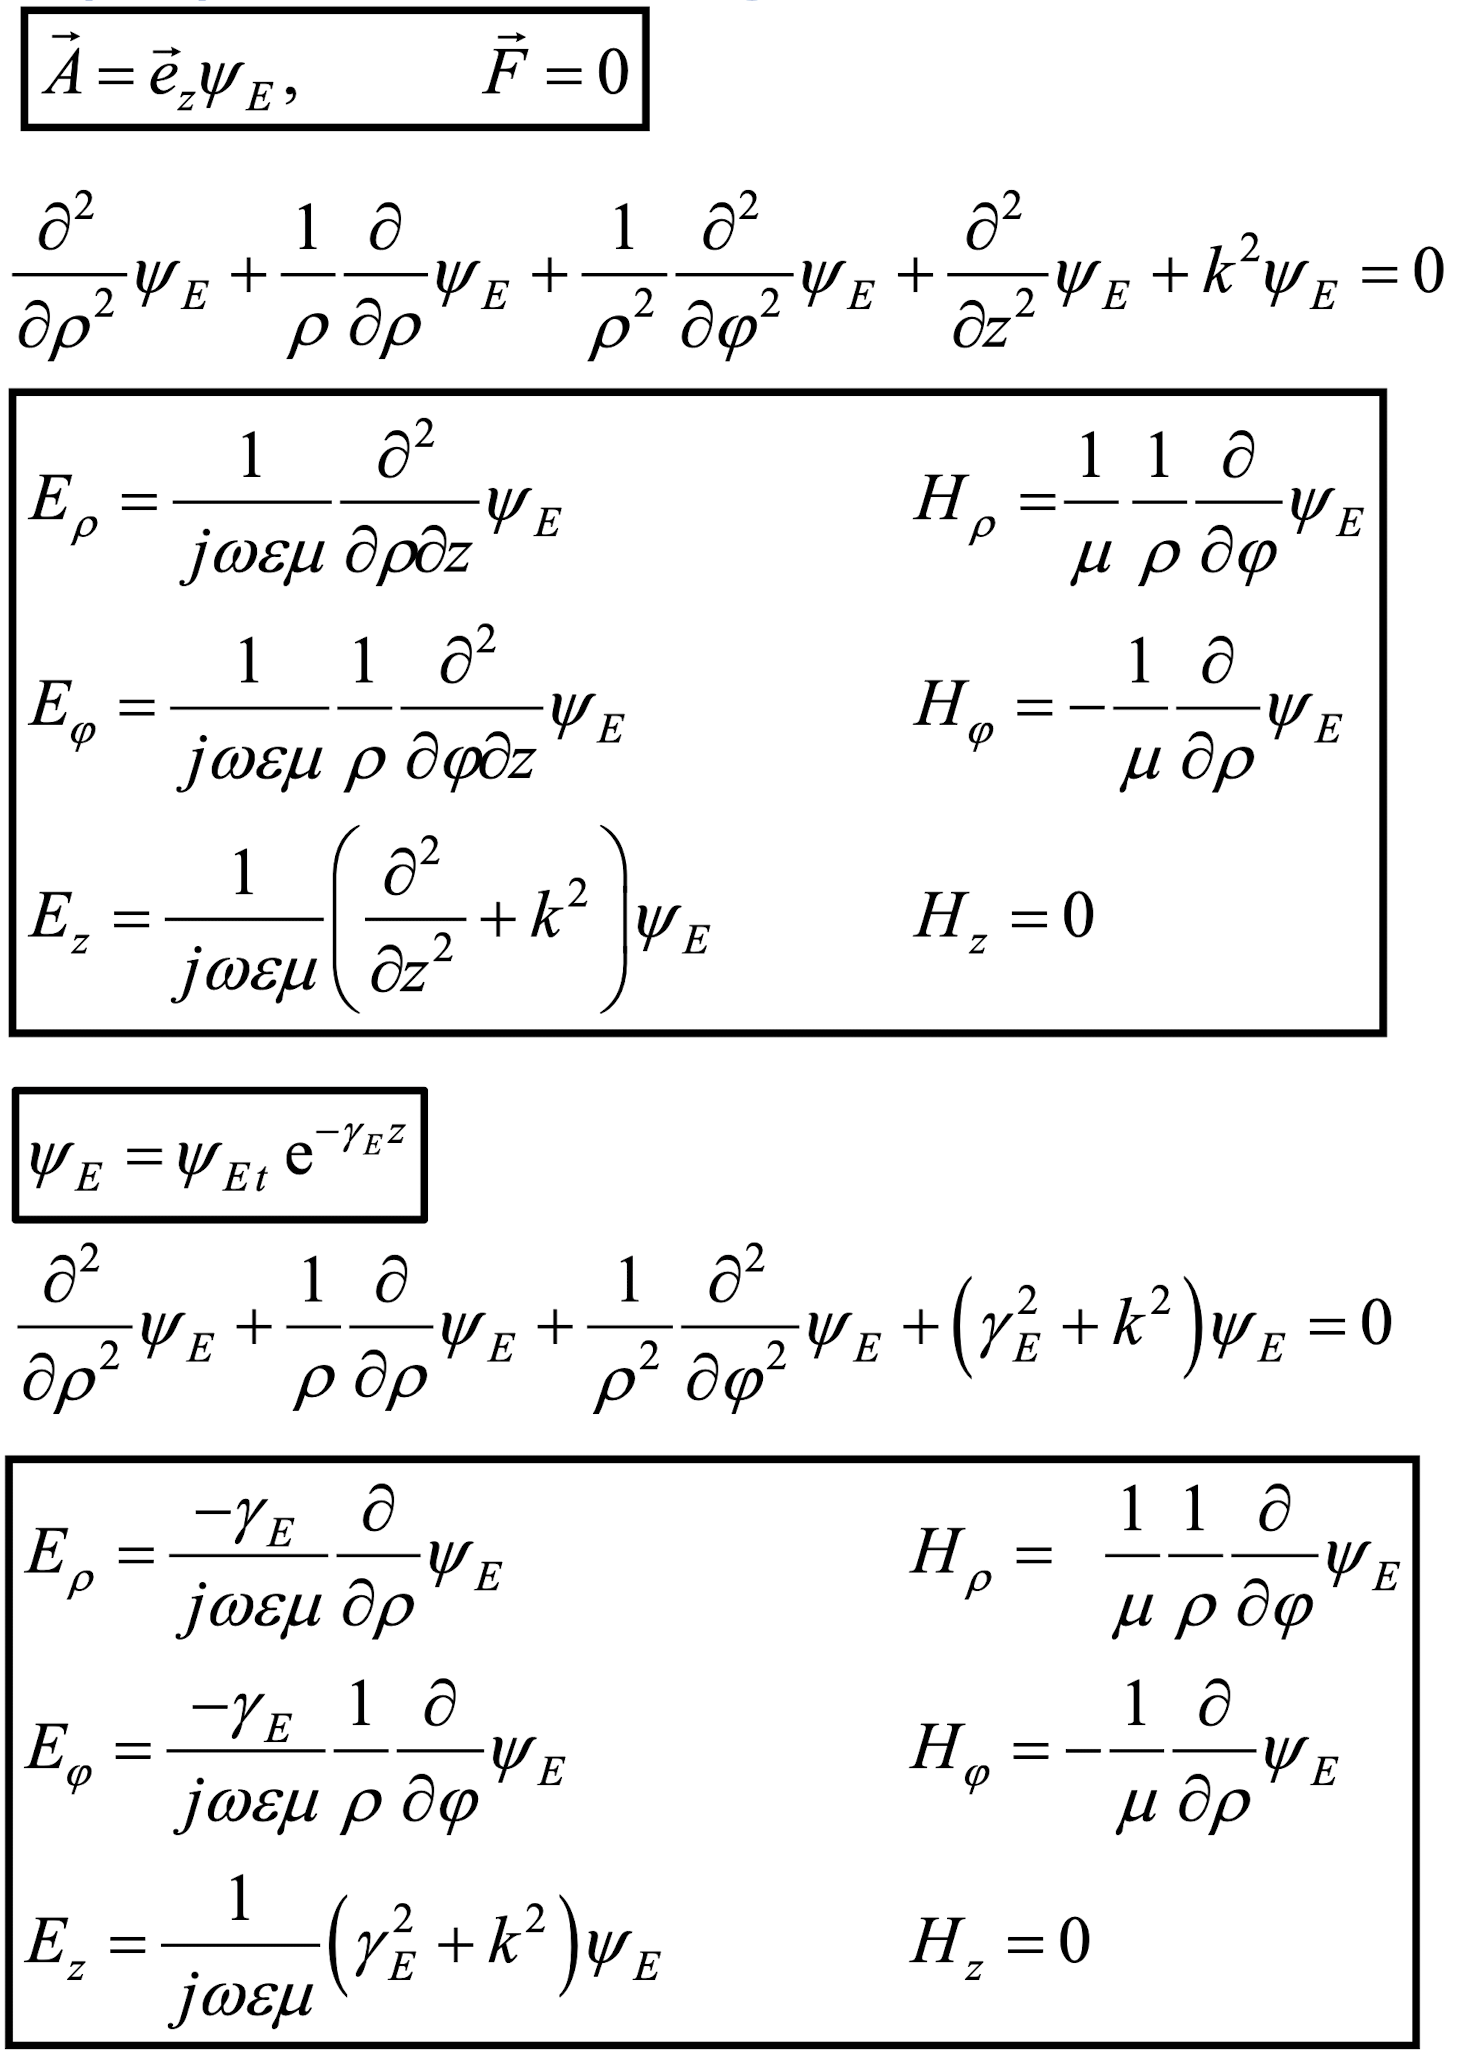 $\vec{A} = \vec{e}_z \psi_E, \qquad \vec{F} = 0$
$\frac{\partial^2}{\partial \rho^2} \psi_E + \frac{1}{\rho} \frac{\partial}{\partial \rho} \psi_E + \frac{1}{\rho^2} \frac{\partial^2}{\partial \varphi^2} \psi_E + \frac{\partial^2}{\partial z^2} \psi_E + k^2 \psi_E = 0$
$E_\rho = \frac{1}{j\omega\varepsilon\mu} \frac{\partial^2}{\partial \rho \partial z} \psi_E \qquad H_\rho = \frac{1}{\mu} \frac{1}{\rho} \frac{\partial}{\partial \varphi} \psi_E$
$E_\varphi = \frac{1}{j\omega\varepsilon\mu} \frac{1}{\rho} \frac{\partial^2}{\partial \varphi \partial z} \psi_E \qquad H_\varphi = -\frac{1}{\mu} \frac{\partial}{\partial \rho} \psi_E$
$E_z = \frac{1}{j\omega\varepsilon\mu} \left( \frac{\partial^2}{\partial z^2} + k^2 \right) \psi_E \qquad H_z = 0$
$\psi_E = \psi_{Et} \, \mathrm{e}^{-\gamma_E z}$
$\frac{\partial^2}{\partial \rho^2} \psi_E + \frac{1}{\rho} \frac{\partial}{\partial \rho} \psi_E + \frac{1}{\rho^2} \frac{\partial^2}{\partial \varphi^2} \psi_E + \left( \gamma_E^2 + k^2 \right) \psi_E = 0$
$E_\rho = \frac{-\gamma_E}{j\omega\varepsilon\mu} \frac{\partial}{\partial \rho} \psi_E \qquad H_\rho = \frac{1}{\mu} \frac{1}{\rho} \frac{\partial}{\partial \varphi} \psi_E$
$E_\varphi = \frac{-\gamma_E}{j\omega\varepsilon\mu} \frac{1}{\rho} \frac{\partial}{\partial \varphi} \psi_E \qquad H_\varphi = -\frac{1}{\mu} \frac{\partial}{\partial \rho} \psi_E$
$E_z = \frac{1}{j\omega\varepsilon\mu} \left( \gamma_E^2 + k^2 \right) \psi_E \qquad H_z = 0$